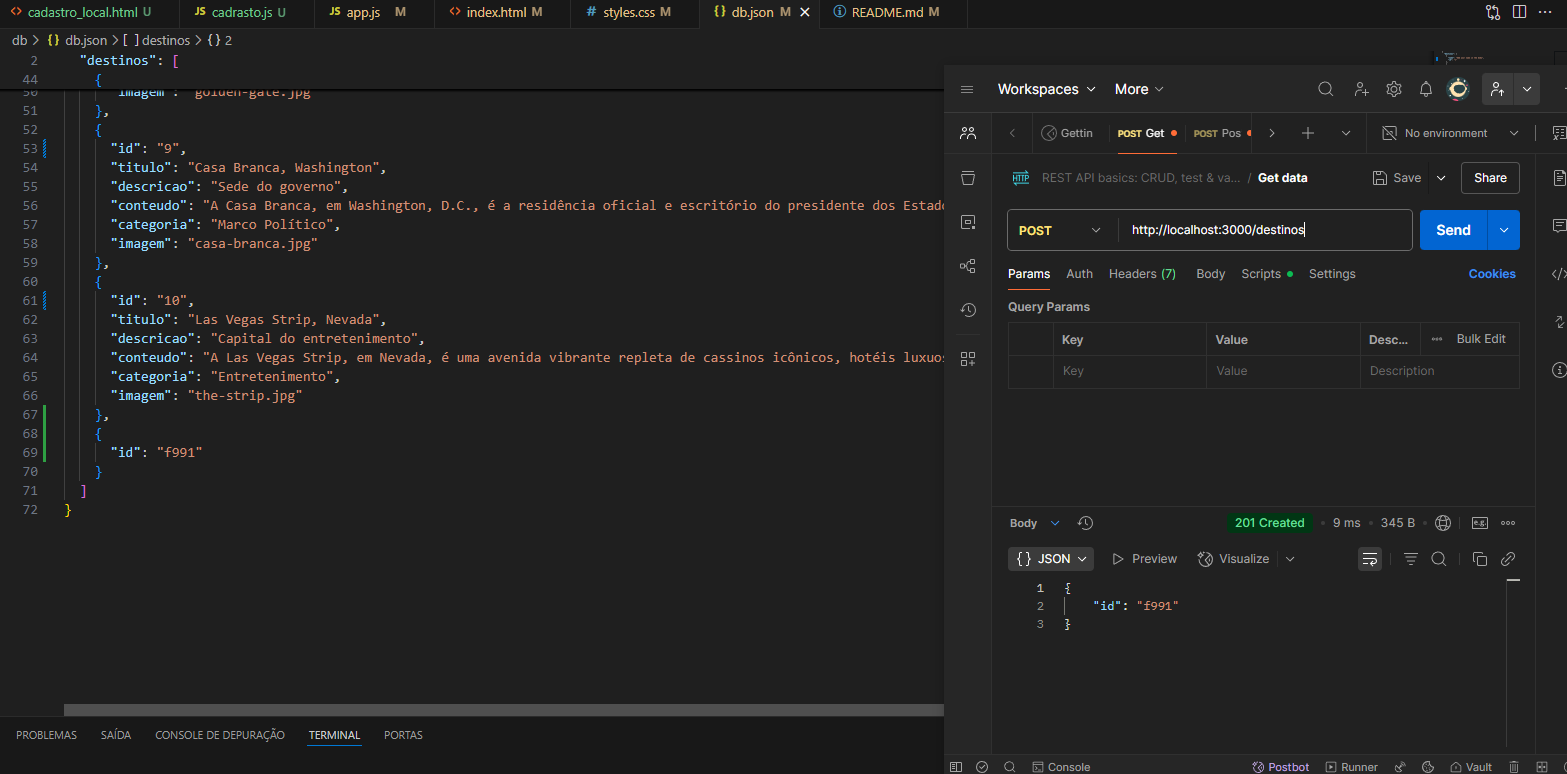 cadastro_local.html U
JS cadrasto.js U
JS app.js M
index.html M
# styles.css M
{} db.json M
README.md M
db > {} db.json > [ ] destinos > {} 2
2 "destinos": [
44 {
50 "imagem": "golden-gate.jpg"
51 },
52 {
53 "id": "9",
54 "titulo": "Casa Branca, Washington",
55 "descricao": "Sede do governo",
56 "conteudo": "A Casa Branca, em Washington, D.C., é a residência oficial e escritório do presidente dos Estado
57 "categoria": "Marco Político",
58 "imagem": "casa-branca.jpg"
59 },
60 {
61 "id": "10",
62 "titulo": "Las Vegas Strip, Nevada",
63 "descricao": "Capital do entretenimento",
64 "conteudo": "A Las Vegas Strip, em Nevada, é uma avenida vibrante repleta de cassinos icônicos, hotéis luxuos
65 "categoria": "Entretenimento",
66 "imagem": "the-strip.jpg"
67 },
68 {
69 "id": "f991"
70 }
71 ]
72 }
PROBLEMAS SAÍDA CONSOLE DE DEPURAÇÃO TERMINAL PORTAS
Workspaces More
Gettin POST Get POST Pos No environment
HTTP REST API basics: CRUD, test & va... / Get data Save Share
POST http://localhost:3000/destinos Send
Params Auth Headers (7) Body Scripts Settings Cookies
Query Params
Key Value Desc... Bulk Edit
Key Value Description
Body 201 Created 9 ms 345 B e.g.
{} JSON Preview Visualize
1 {
2 "id": "f991"
3 }
Console Postbot Runner Vault